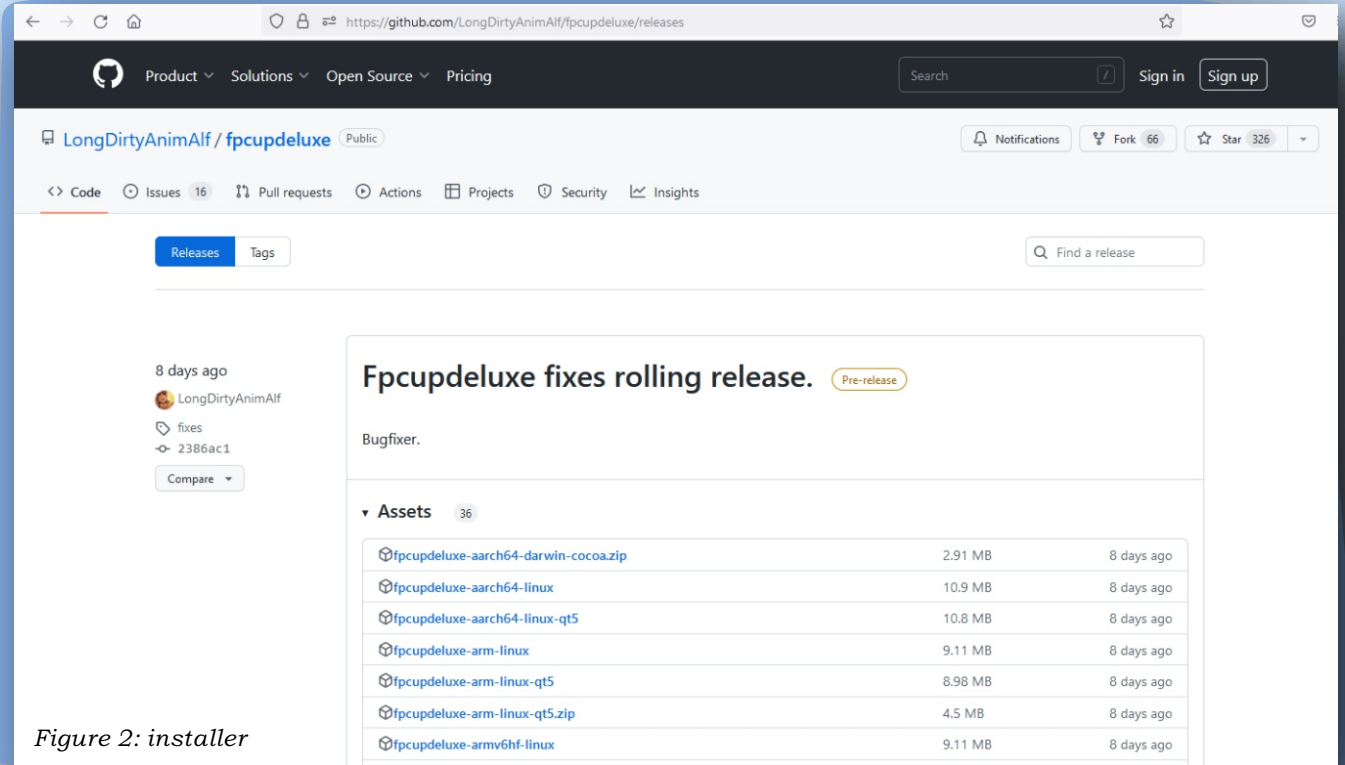 https://github.com/LongDirtyAnimAlf/fpcupdeluxe/releases
Product Solutions Open Source Pricing Search / Sign in Sign up
LongDirtyAnimAlf / fpcupdeluxe Public Notifications Fork 66 Star 326
<> Code Issues 16 Pull requests Actions Projects Security Insights
Releases Tags Find a release
8 days ago
LongDirtyAnimAlf
fixes
2386ac1
Compare
Fpcupdeluxe fixes rolling release. Pre-release
Bugfixer.
Assets 36
fpcupdeluxe-aarch64-darwin-cocoa.zip 2.91 MB 8 days ago
fpcupdeluxe-aarch64-linux 10.9 MB 8 days ago
fpcupdeluxe-aarch64-linux-qt5 10.8 MB 8 days ago
fpcupdeluxe-arm-linux 9.11 MB 8 days ago
fpcupdeluxe-arm-linux-qt5 8.98 MB 8 days ago
fpcupdeluxe-arm-linux-qt5.zip 4.5 MB 8 days ago
fpcupdeluxe-armv6hf-linux 9.11 MB 8 days ago
Figure 2: installer